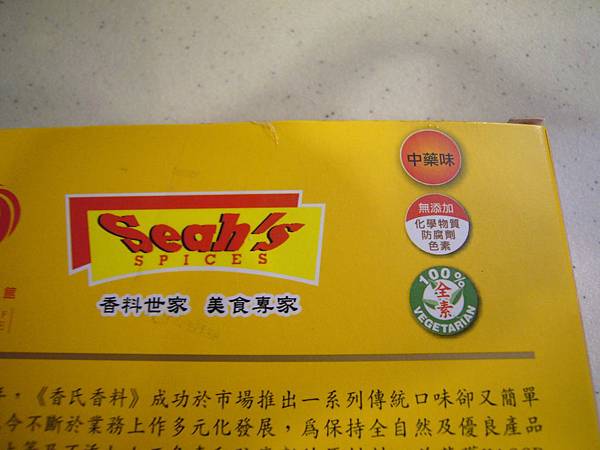 Seah's
SPICES
香料世家 美食專家
中藥味
無添加
化學物質
防腐劑
色素
100%
全素
VEGETARIAN
館
年，《香氏香料》成功於市場推出一系列傳統口味卻又簡單
今不斷於業務上作多元化發展，為保持全自然及優良產品